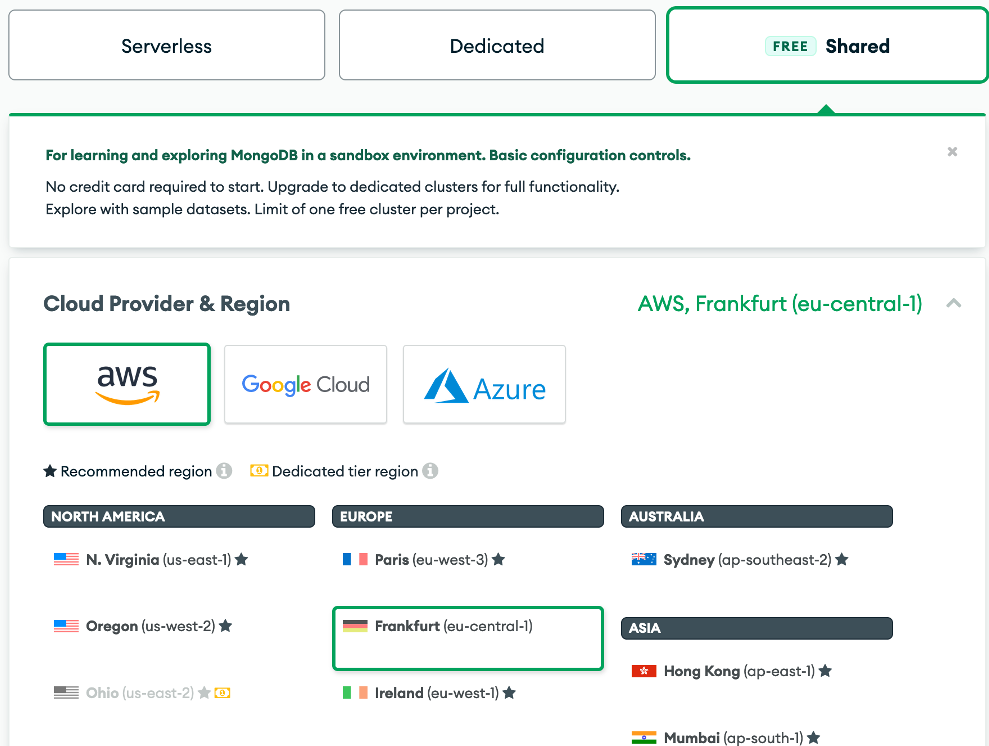 Serverless
Dedicated
FREE Shared
For learning and exploring MongoDB in a sandbox environment. Basic configuration controls.
No credit card required to start. Upgrade to dedicated clusters for full functionality.
Explore with sample datasets. Limit of one free cluster per project.
Cloud Provider & Region
AWS, Frankfurt (eu-central-1)
aws
Google Cloud
Azure
Recommended region
Dedicated tier region
NORTH AMERICA
N. Virginia (us-east-1)
Oregon (us-west-2)
Ohio (us-east-2)
EUROPE
Paris (eu-west-3)
Frankfurt (eu-central-1)
Ireland (eu-west-1)
AUSTRALIA
Sydney (ap-southeast-2)
ASIA
Hong Kong (ap-east-1)
Mumbai (ap-south-1)